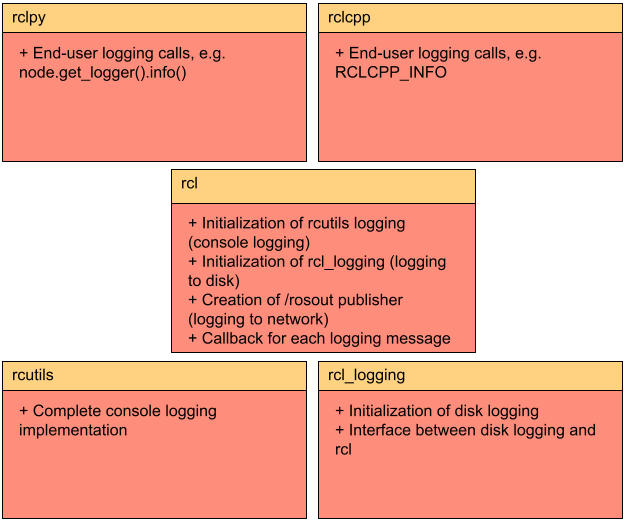 rclpy
+ End-user logging calls, e.g.
node.get_logger().info()
rclcpp
+ End-user logging calls, e.g.
RCLCPP_INFO
rcl
+ Initialization of rcutils logging
(console logging)
+ Initialization of rcl_logging (logging
to disk)
+ Creation of /rosout publisher
(logging to network)
+ Callback for each logging message
rcutils
+ Complete console logging
implementation
rcl_logging
+ Initialization of disk logging
+ Interface between disk logging and
rcl